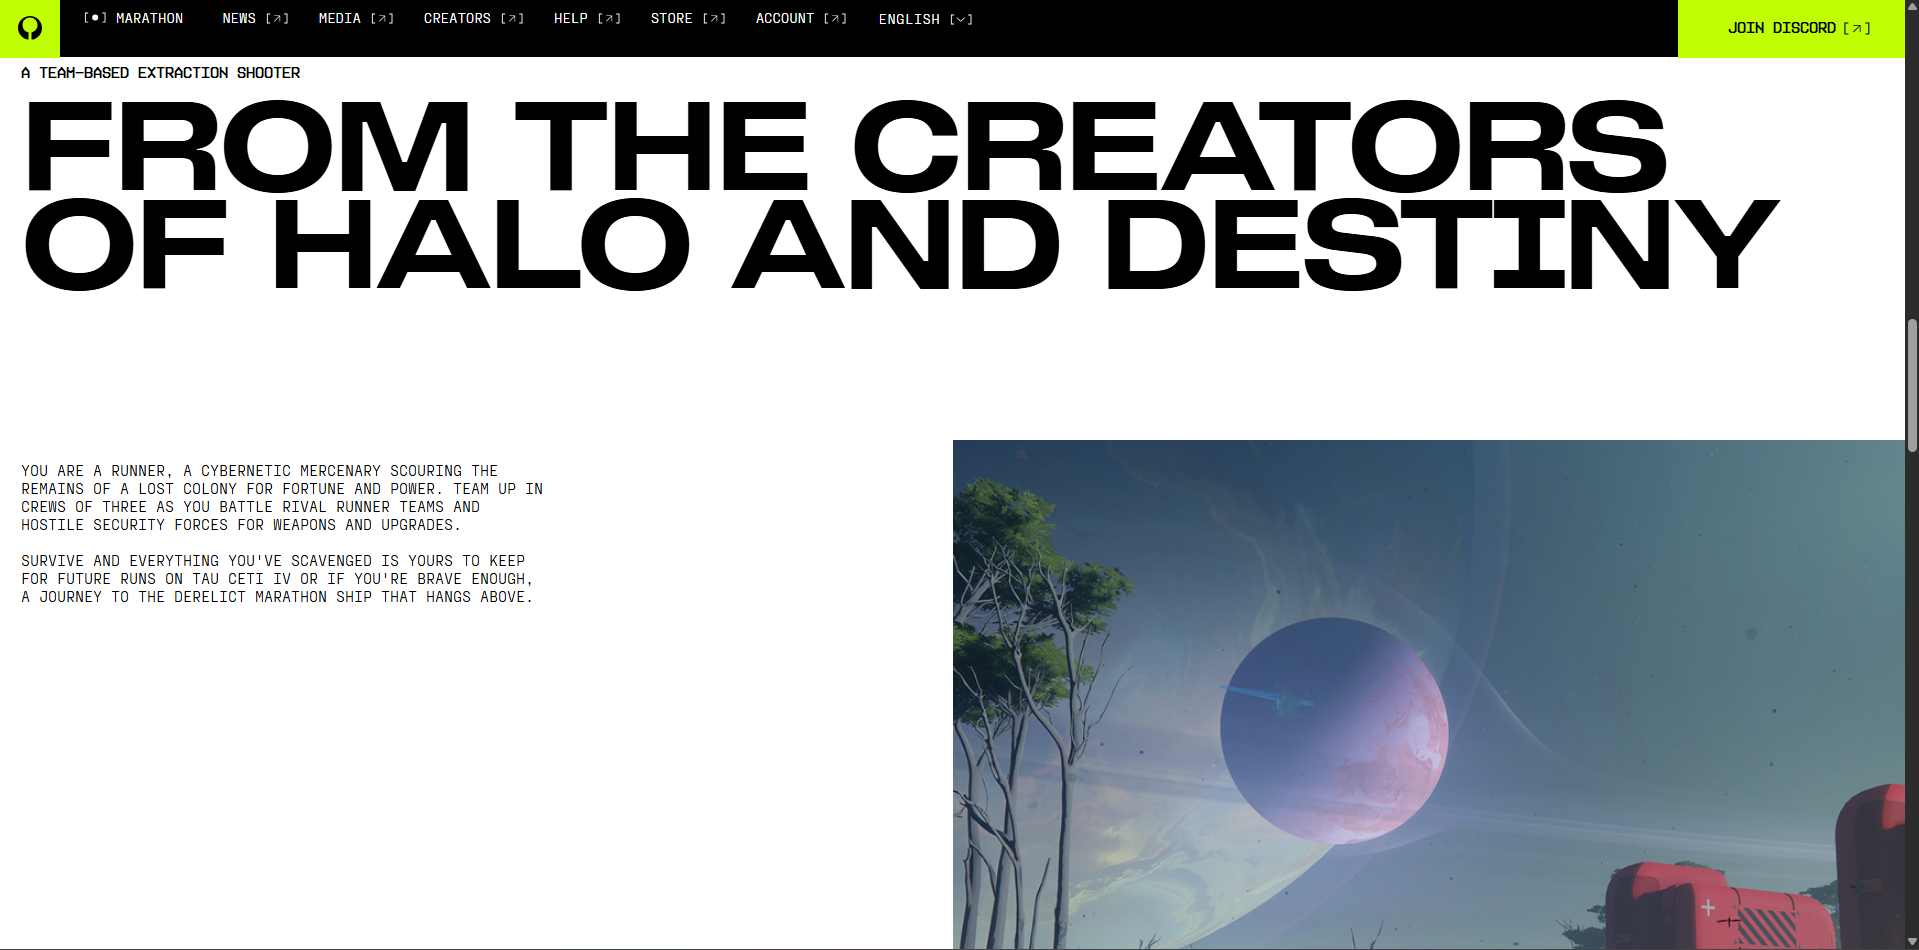 [●] MARATHON NEWS [↗] MEDIA [↗] CREATORS [↗] HELP [↗] STORE [↗] ACCOUNT [↗] ENGLISH [⌵] JOIN DISCORD [↗]
A TEAM-BASED EXTRACTION SHOOTER
FROM THE CREATORS
OF HALO AND DESTINY
YOU ARE A RUNNER, A CYBERNETIC MERCENARY SCOURING THE
REMAINS OF A LOST COLONY FOR FORTUNE AND POWER. TEAM UP IN
CREWS OF THREE AS YOU BATTLE RIVAL RUNNER TEAMS AND
HOSTILE SECURITY FORCES FOR WEAPONS AND UPGRADES.
SURVIVE AND EVERYTHING YOU'VE SCAVENGED IS YOURS TO KEEP
FOR FUTURE RUNS ON TAU CETI IV OR IF YOU'RE BRAVE ENOUGH,
A JOURNEY TO THE DERELICT MARATHON SHIP THAT HANGS ABOVE.